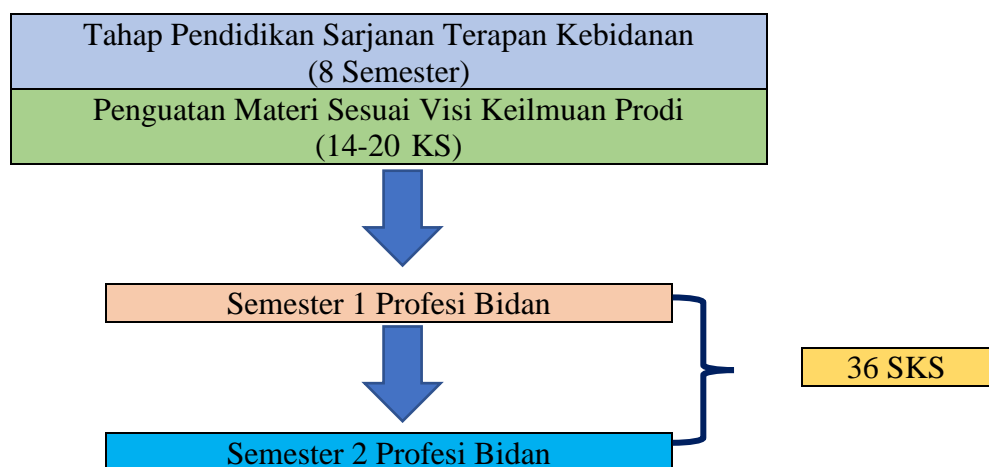 Tahap Pendidikan Sarjanan Terapan Kebidanan
(8 Semester)
Penguatan Materi Sesuai Visi Keilmuan Prodi
(14-20 KS)
Semester 1 Profesi Bidan
36 SKS
Semester 2 Profesi Bidan